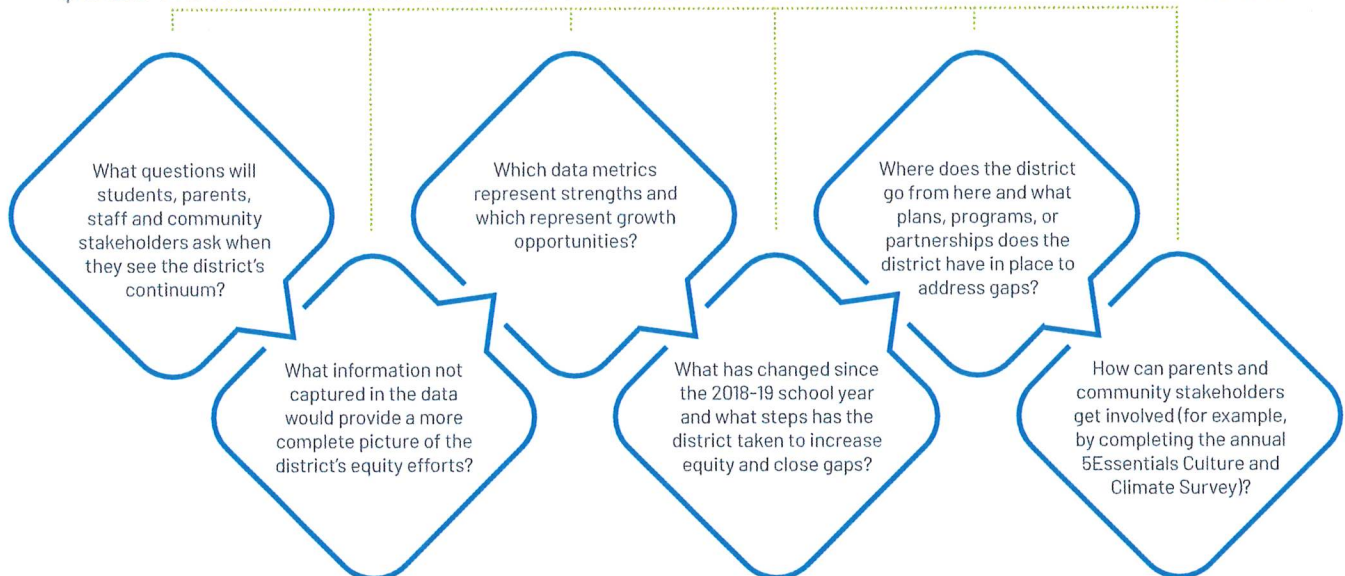 What questions will
students, parents,
staff and community
stakeholders ask when
they see the district's
continuum?
What information not
captured in the data
would provide a more
complete picture of the
district's equity efforts?
Which data metrics
represent strengths and
which represent growth
opportunities?
What has changed since
the 2018-19 school year
and what steps has the
district taken to increase
equity and close gaps?
Where does the district
go from here and what
plans, programs, or
partnerships does the
district have in place to
address gaps?
How can parents and
community stakeholders
get involved (for example,
by completing the annual
5Essentials Culture and
Climate Survey)?